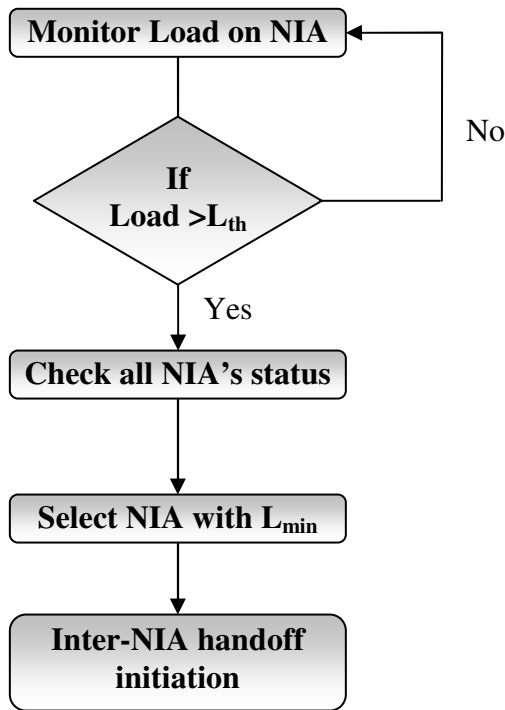 Monitor Load on NIA
No
If
Load >Lth
Yes
Check all NIA’s status
Select NIA with Lmin
Inter-NIA handoff
initiation